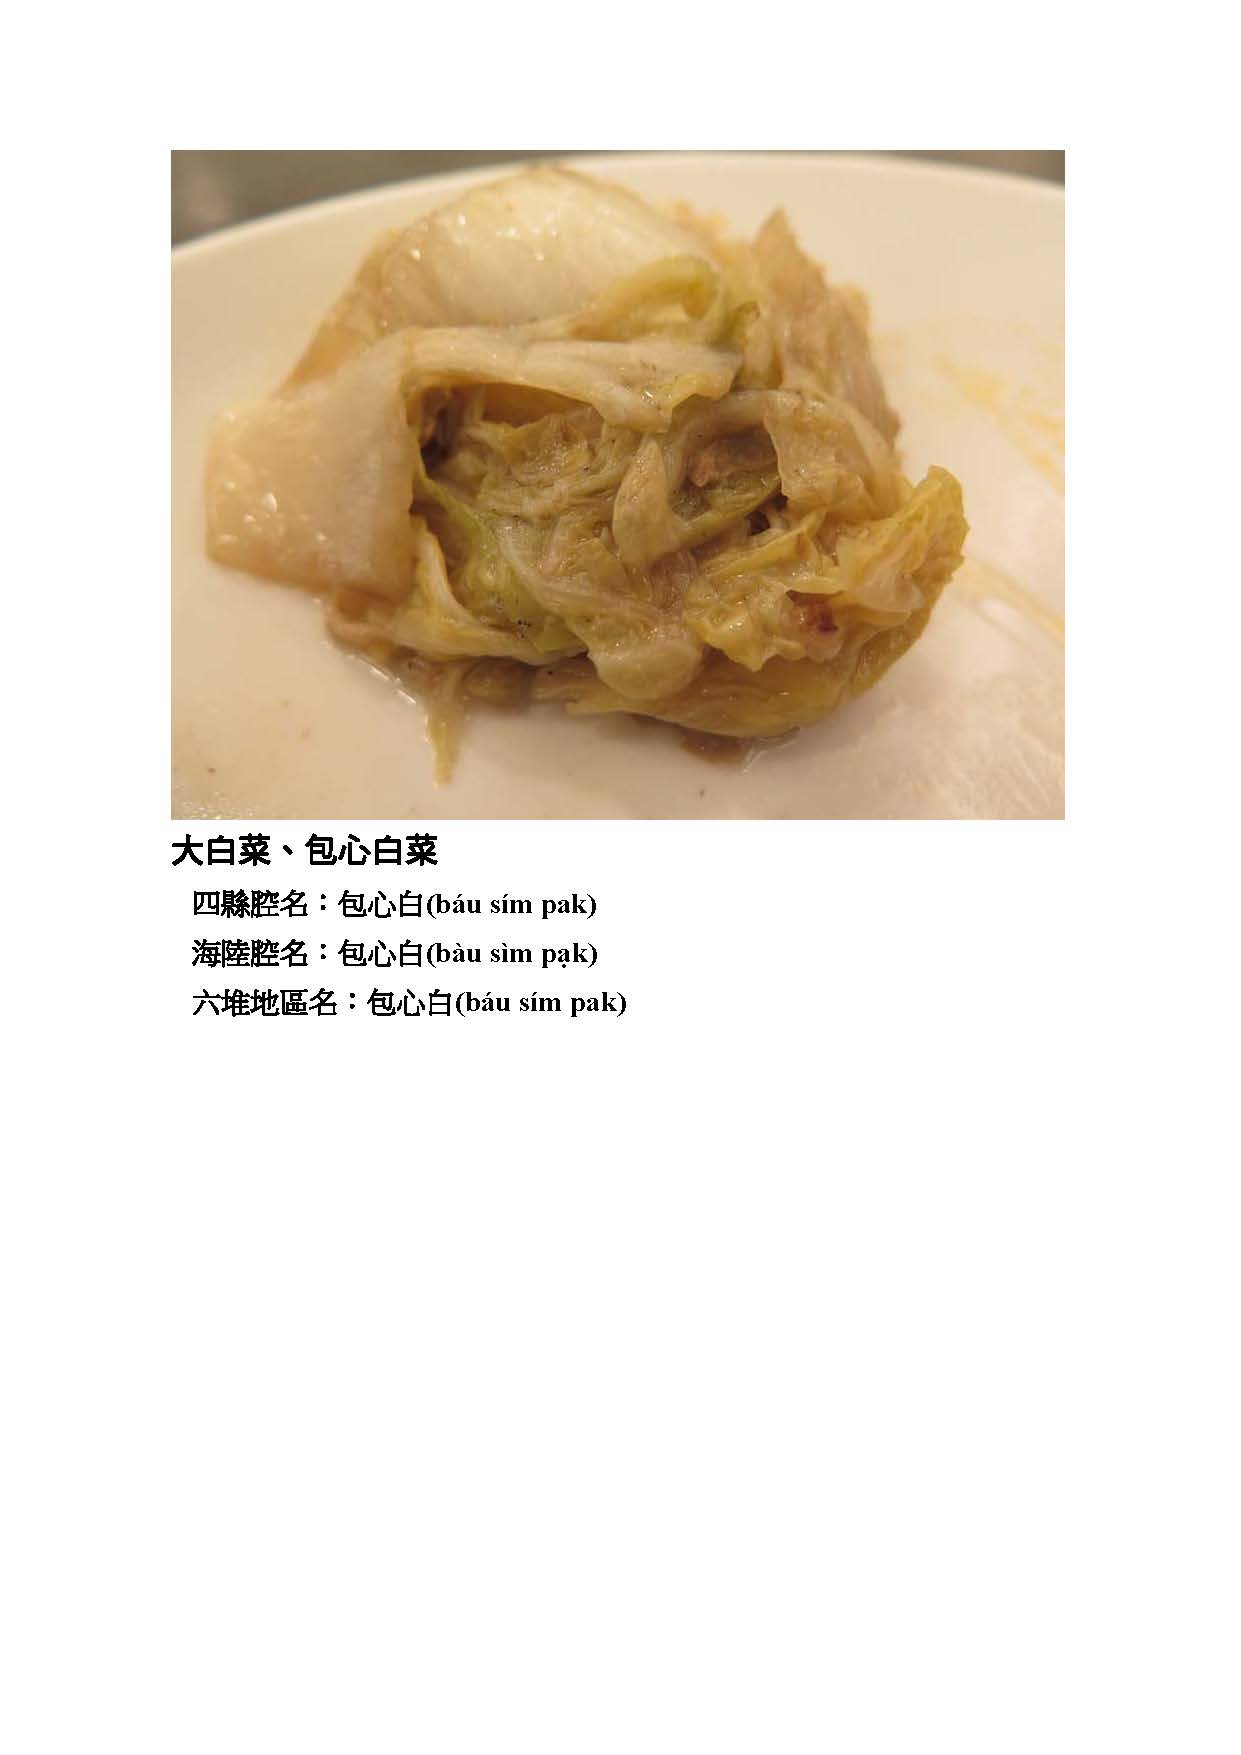 大白菜、包心白菜
四縣腔名：包心白(báu sím pak)
海陸腔名：包心白(bàu sìm pa̩k)
六堆地區名：包心白(báu sím pak)